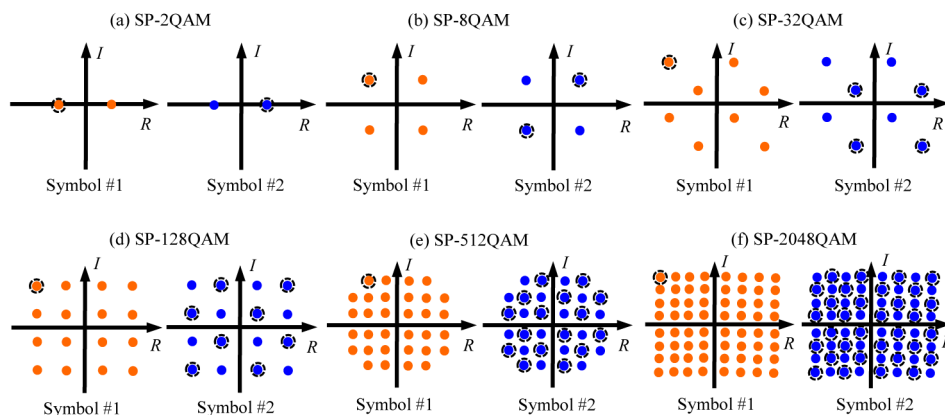 (a) SP-2QAM
I
R
Symbol #1
R
Symbol #2
I
(b) SP-8QAM
I
R
Symbol #1
I
R
Symbol #2
(c) SP-32QAM
I
R
Symbol #1
I
R
Symbol #2
(d) SP-128QAM
I
R
Symbol #1
I
R
Symbol #2
(e) SP-512QAM
I
R
Symbol #1
I
R
Symbol #2
(f) SP-2048QAM
I
R
Symbol #1
I
R
Symbol #2